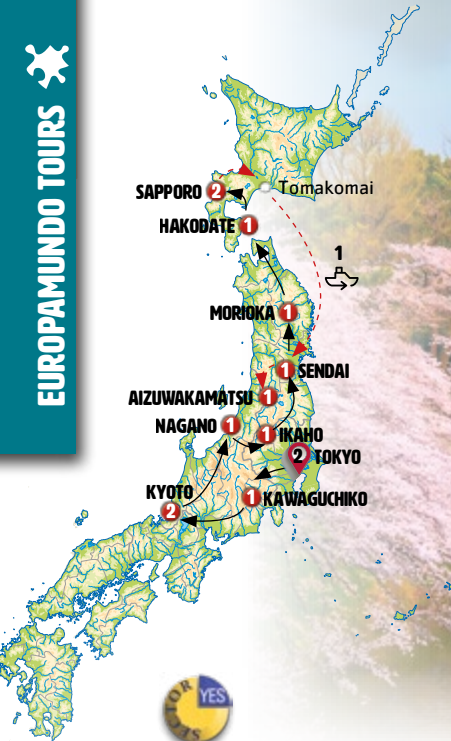 EUROPAMUNDO TOURS
SAPPORO 2
Tomakomai
HAKODATE 1
1
MORIOKA 1
1 SENDAI
AIZUWAKAMATSU 1
NAGANO 1
1 IKAHO
2 TOKYO
KYOTO
2
1 KAWAGUCHIKO
SECTOR
YES